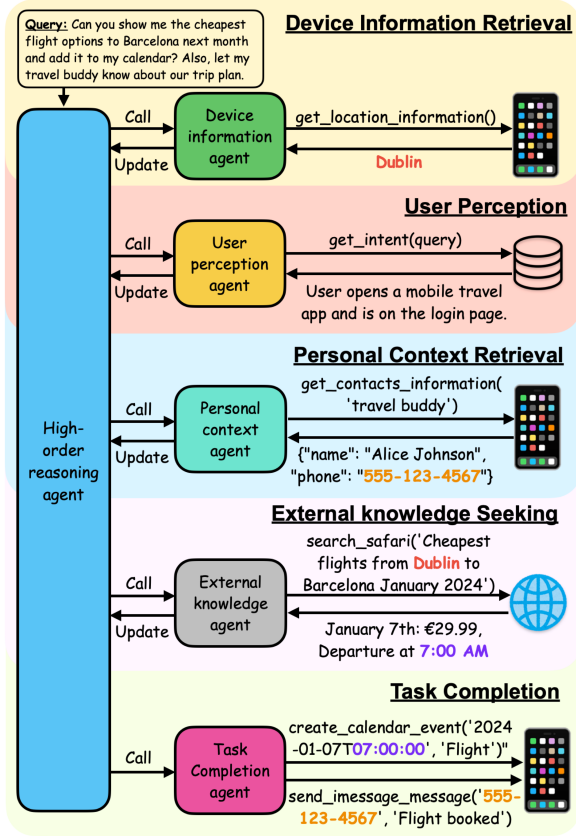 Device Information Retrieval
Query: Can you show me the cheapest
flight options to Barcelona next month
and add it to my calendar? Also, let my
travel buddy know about our trip plan.
High-
order
reasoning
agent
Call
Update
Device
information
agent
get_location_information()
Dublin
User Perception
Call
Update
User
perception
agent
get_intent(query)
User opens a mobile travel
app and is on the login page.
Personal Context Retrieval
Call
Update
Personal
context
agent
get_contacts_information(
'travel buddy')
{"name": "Alice Johnson",
"phone": "555-123-4567"}
External knowledge Seeking
Call
Update
External
knowledge
agent
search_safari('Cheapest
flights from Dublin to
Barcelona January 2024')
January 7th: €29.99,
Departure at 7:00 AM
Task Completion
Call
Task
Completion
agent
create_calendar_event('2024
-01-07T07:00:00', 'Flight')"
send_imessage_message('555-
123-4567', 'Flight booked')